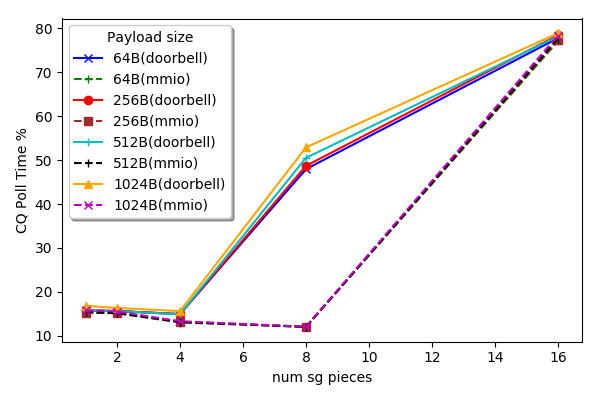 Payload size
64B(doorbell)
64B(mmio)
256B(doorbell)
256B(mmio)
512B(doorbell)
512B(mmio)
1024B(doorbell)
1024B(mmio)
CQ Poll Time %
80
70
60
50
40
30
20
10
2 4 6 8 10 12 14 16
num sg pieces